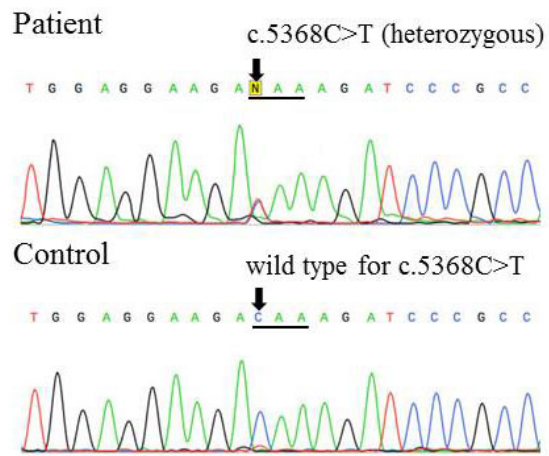 Patient
c.5368C>T (heterozygous)
T G G A G G A A G A N A A A G A T C C C G C C
Control
wild type for c.5368C>T
T G G A G G A A G A C A A A G A T C C C G C C